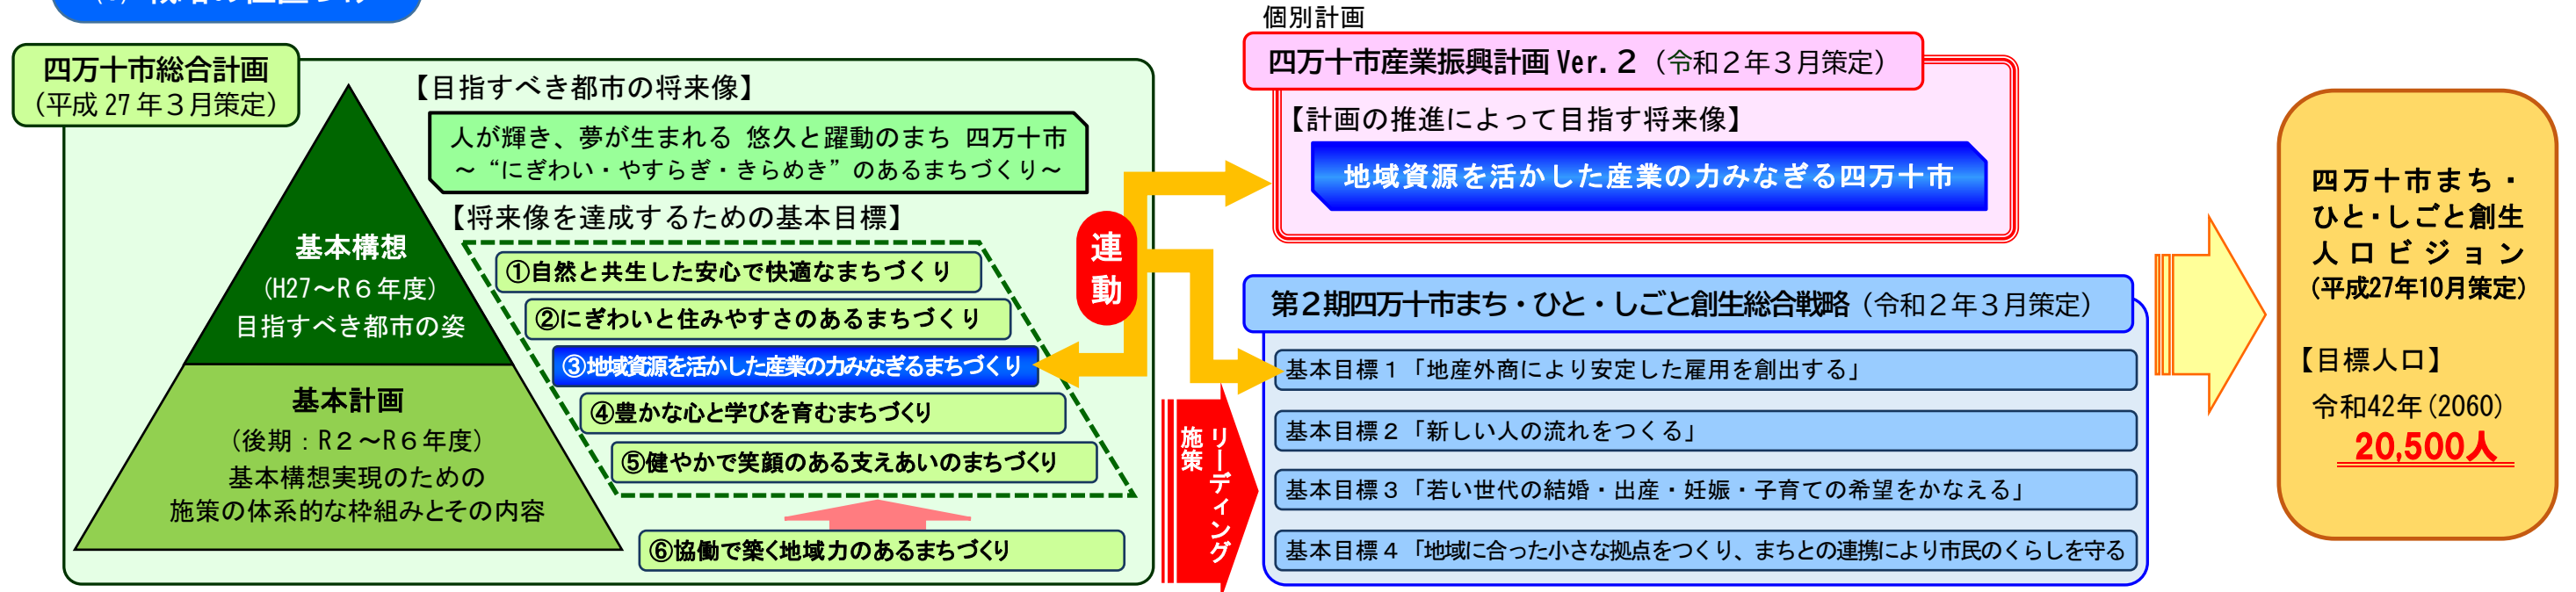 四万十市総合計画
（平成 27 年３月策定）
【目指すべき都市の将来像】
人が輝き、夢が生まれる 悠久と躍動のまち 四万十市
～ “にぎわい・やすらぎ・きらめき” のあるまちづくり～
【将来像を達成するための基本目標】
基本構想
（H27～R６年度）
目指すべき都市の姿
基本計画
（後期：R２～R６年度）
基本構想実現のための
施策の体系的な枠組みとその内容
①自然と共生した安心で快適なまちづくり
②にぎわいと住みやすさのあるまちづくり
③地域資源を活かした産業の力みなぎるまちづくり
④豊かな心と学びを育むまちづくり
⑤健やかで笑顔のある支えあいのまちづくり
⑥協働で築く地域力のあるまちづくり
連動
リーディング
施策
個別計画
四万十市産業振興計画 Ver.２（令和２年３月策定）
【計画の推進によって目指す将来像】
地域資源を活かした産業の力みなぎる四万十市
第２期四万十市まち・ひと・しごと創生総合戦略（令和２年３月策定）
基本目標１「地産外商により安定した雇用を創出する」
基本目標２「新しい人の流れをつくる」
基本目標３「若い世代の結婚・出産・妊娠・子育ての希望をかなえる」
基本目標４「地域に合った小さな拠点をつくり、まちとの連携により市民のくらしを守る
四万十市まち・
ひと・しごと創生
人口ビジョン
(平成27年10月策定)
【目標人口】
令和42年(2060)
20,500人